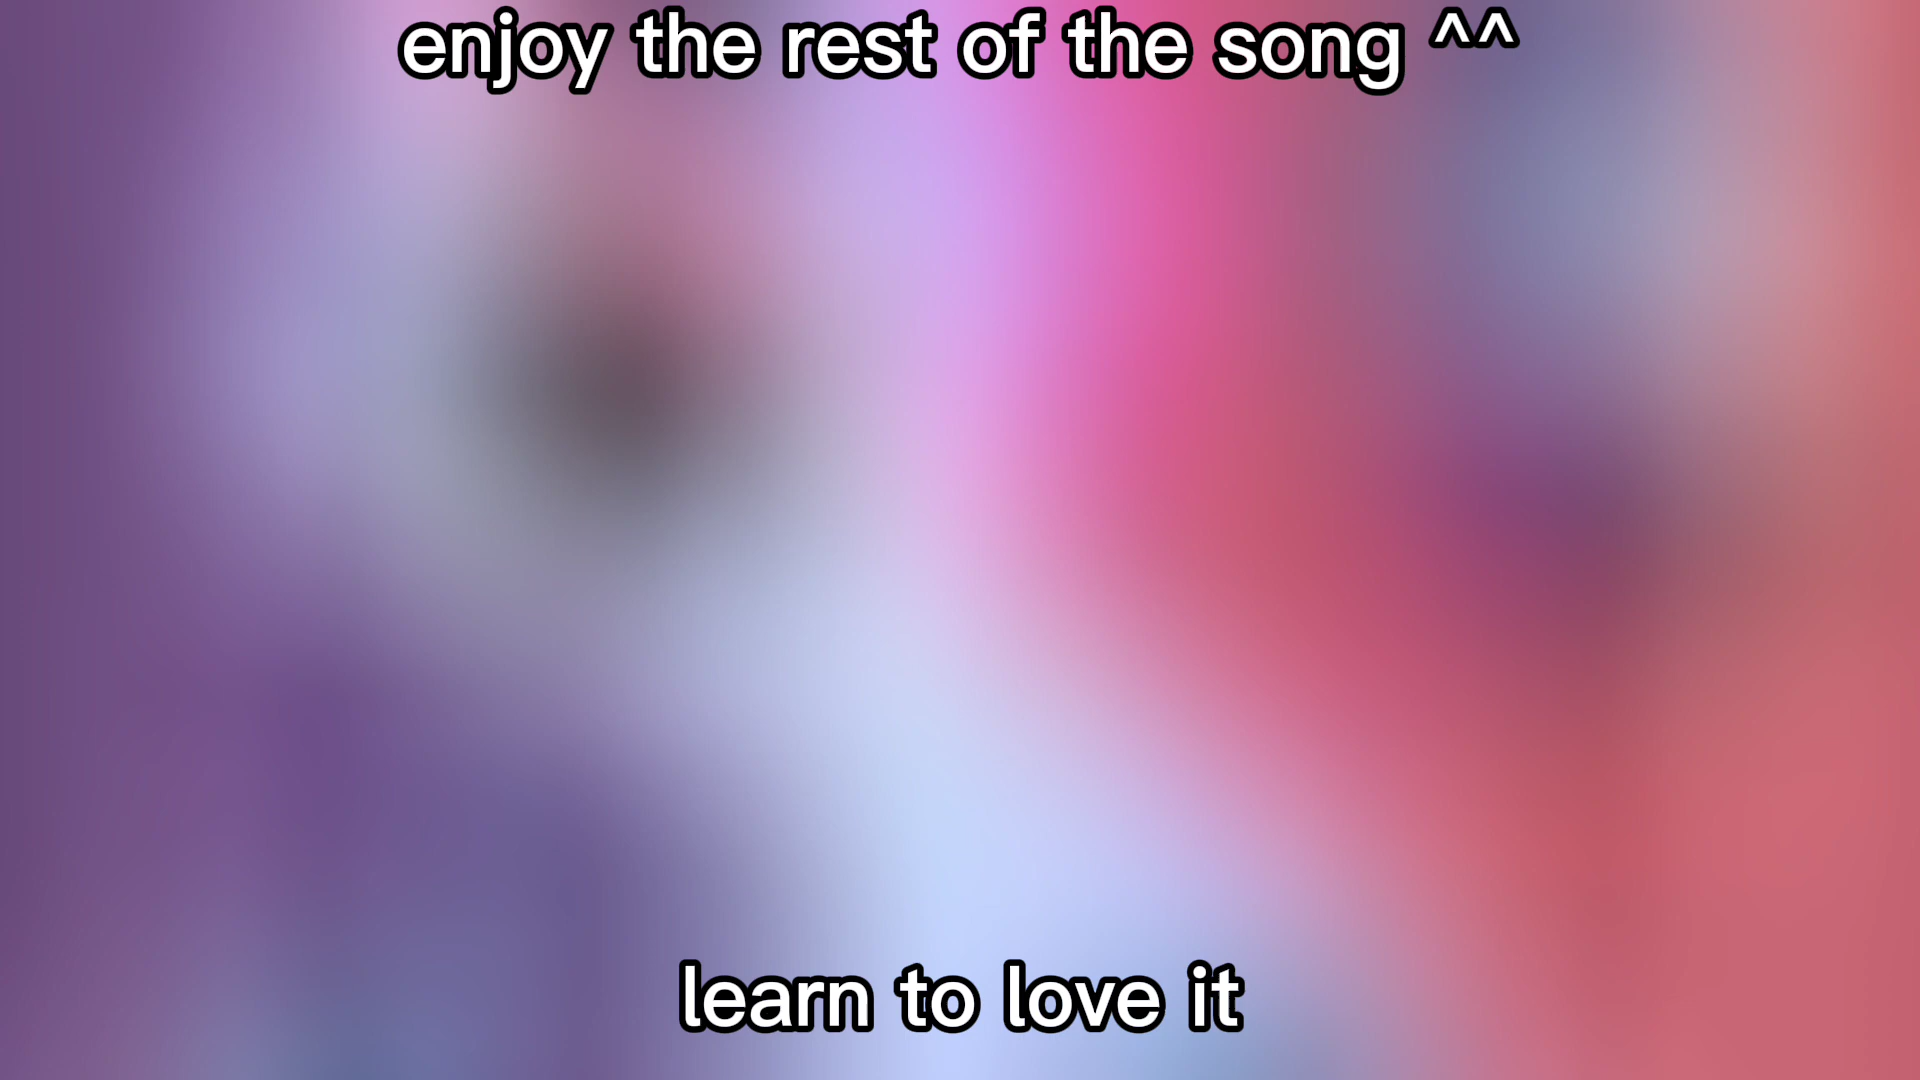 enjoy the rest of the song ^^
learn to love it